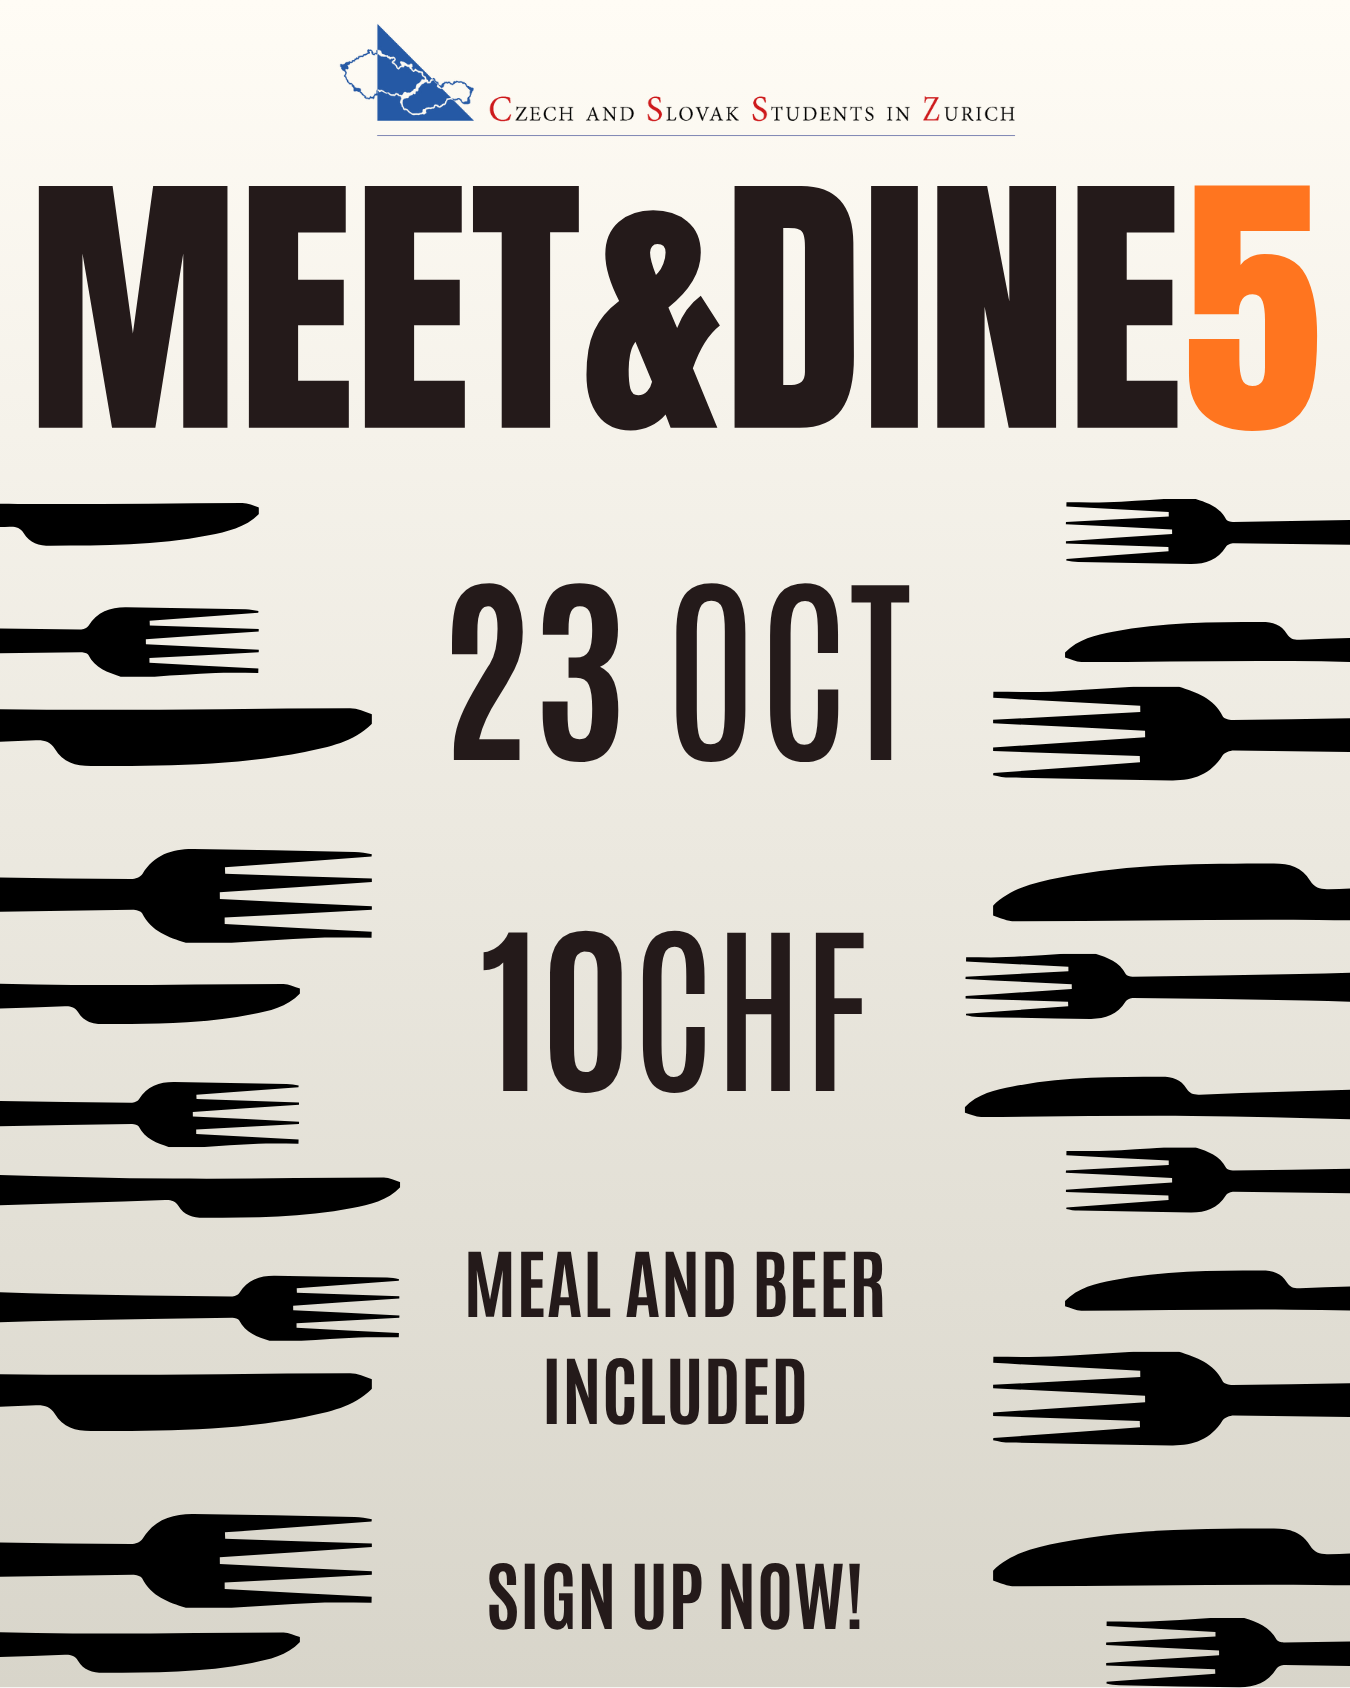 Czech and Slovak Students in Zurich
MEET&DINE5
23 OCT
10CHF
MEAL AND BEER
INCLUDED
SIGN UP NOW!